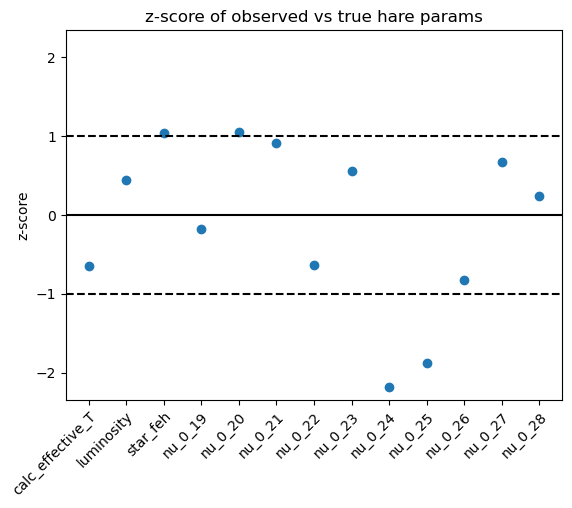 z-score of observed vs true hare params
2
1
0
−1
−2
z-score
calc_effective_T
luminosity
star_feh
nu_0_19
nu_0_20
nu_0_21
nu_0_22
nu_0_23
nu_0_24
nu_0_25
nu_0_26
nu_0_27
nu_0_28